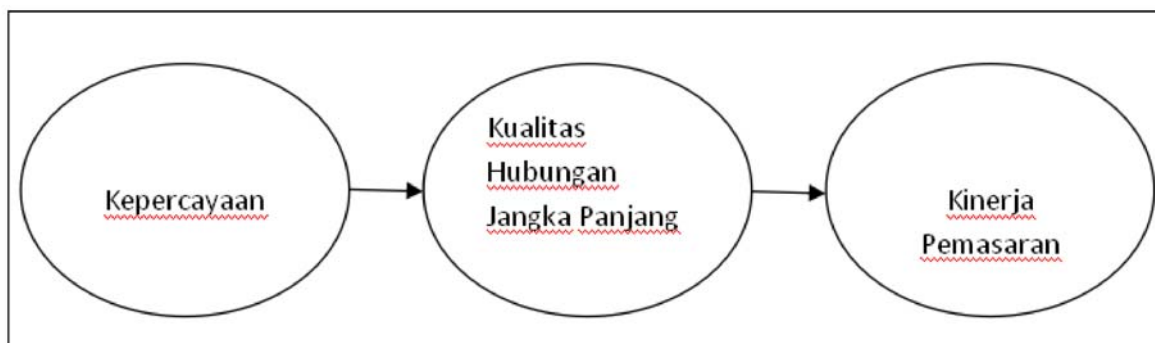 Kepercayaan
Kualitas
Hubungan
Jangka Panjang
Kinerja
Pemasaran